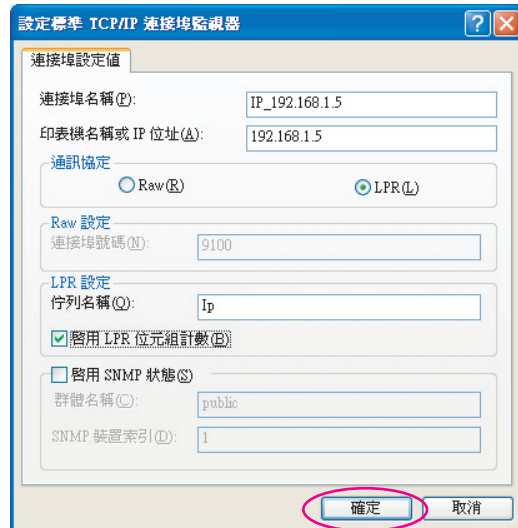 設定標準 TCP/IP 連接埠監視器
連接埠設定值
連接埠名稱(P): IP_192.168.1.5
印表機名稱或 IP 位址(A): 192.168.1.5
通訊協定
Raw(R) LPR(L)
Raw 設定
連接埠號碼(N): 9100
LPR 設定
佇列名稱(Q): Ip
啓用 LPR 位元組計數(B)
啓用 SNMP 狀態(S)
群體名稱(C): public
SNMP 裝置索引(D): 1
確定 取消